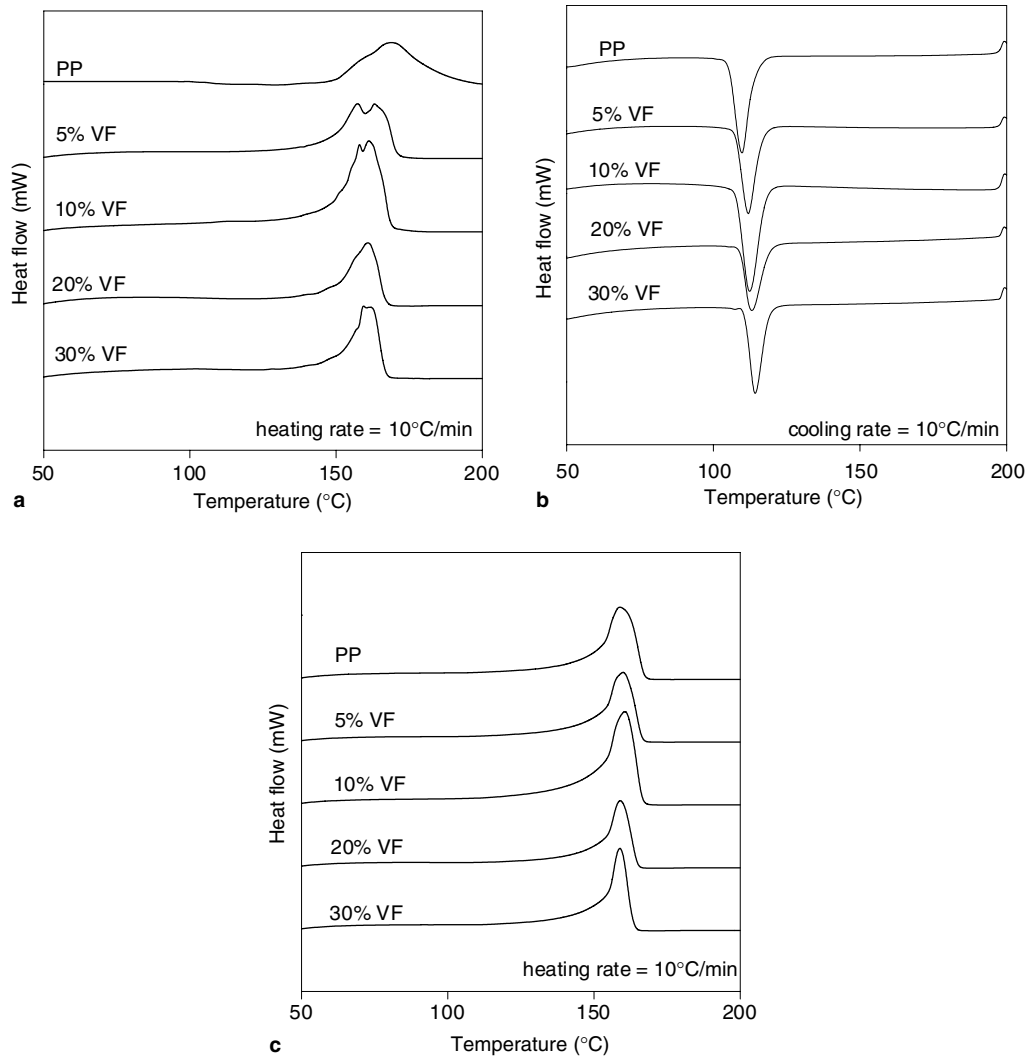 PP
5% VF
10% VF
20% VF
30% VF
heating rate = 10°C/min
50 100 150 200
Temperature (°C)
Heat flow (mW)
a
PP
5% VF
10% VF
20% VF
30% VF
cooling rate = 10°C/min
50 100 150 200
Temperature (°C)
Heat flow (mW)
b
PP
5% VF
10% VF
20% VF
30% VF
heating rate = 10°C/min
50 100 150 200
Temperature (°C)
Heat flow (mW)
c